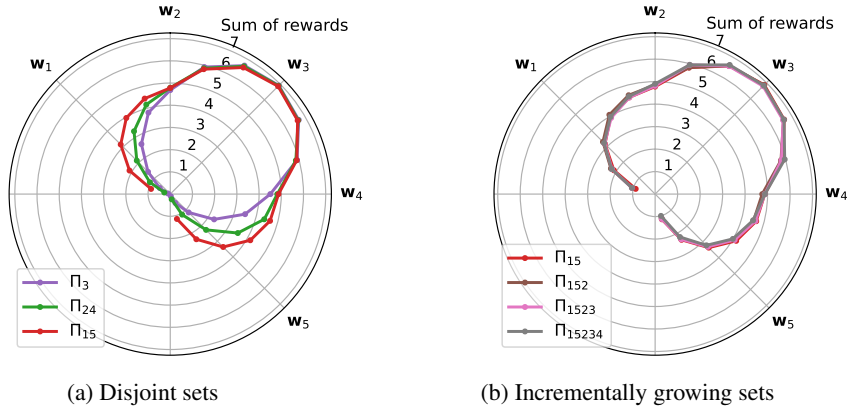 w₂
Sum of rewards
7
w₁
w₃
6
5
4
3
2
1
w₄
w₅
Π₃
Π₂₄
Π₁₅
(a) Disjoint sets
w₂
Sum of rewards
7
w₁
w₃
6
5
4
3
2
1
w₄
w₅
Π₁₅
Π₁₅₂
Π₁₅₂₃
Π₁₅₂₃₄
(b) Incrementally growing sets